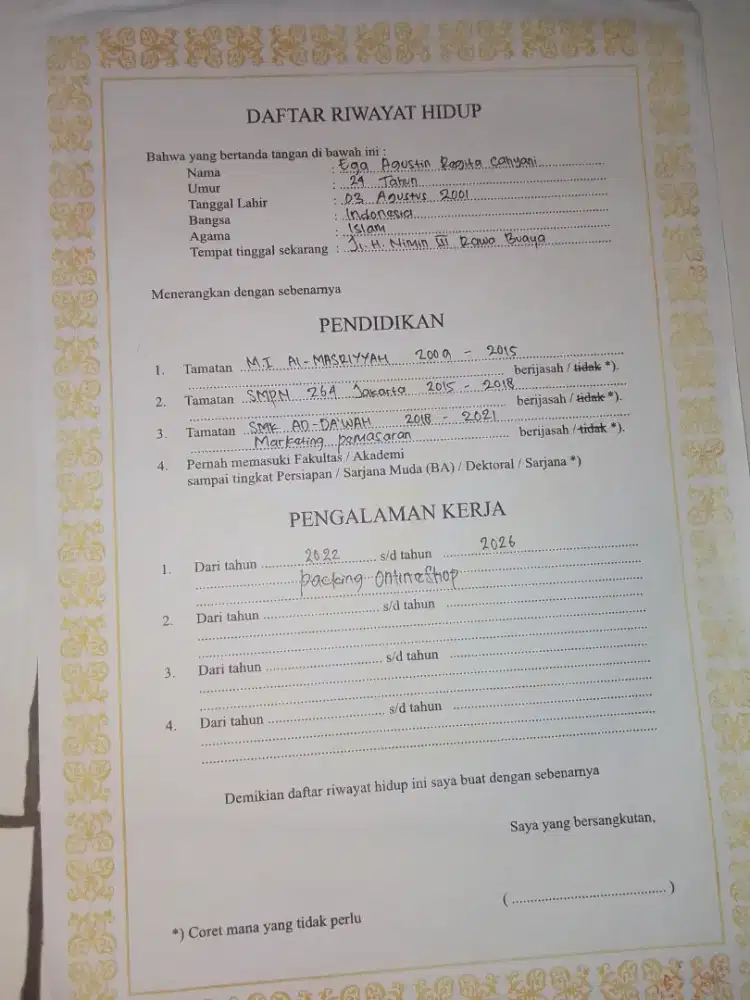 DAFTAR RIWAYAT HIDUP
Bahwa yang bertanda tangan di bawah ini :
Nama : Ega Agustin Regita Cahyani
Umur : 24 Tahun
Tanggal Lahir : 03 Agustus 2001
Bangsa : Indonesia
Agama : Islam
Tempat tinggal sekarang : Jl. H. Nimin III Rawa Buaya
Menerangkan dengan sebenarnya
PENDIDIKAN
1. Tamatan M.I AL-MASRIYYAH 2009 - 2015
berijasah / tidak *).
2. Tamatan SMPN 264 Jakarta 2015 - 2018
berijasah / tidak *).
3. Tamatan SMK AD-DA'WAH 2018 - 2021
Marketing pemasaran berijasah / tidak *).
4. Pernah memasuki Fakultas / Akademi
sampai tingkat Persiapan / Sarjana Muda (BA) / Dektoral / Sarjana *)
PENGALAMAN KERJA
1. Dari tahun 2022 s/d tahun 2026
packing onlineshop
2. Dari tahun s/d tahun
3. Dari tahun s/d tahun
4. Dari tahun s/d tahun
Demikian daftar riwayat hidup ini saya buat dengan sebenarnya
Saya yang bersangkutan,
( )
*) Coret mana yang tidak perlu